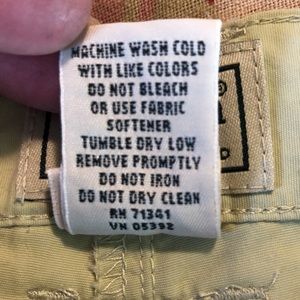 MACHINE WASH COLD
WITH LIKE COLORS
DO NOT BLEACH
OR USE FABRIC
SOFTENER
TUMBLE DRY LOW
REMOVE PROMPTLY
DO NOT IRON
DO NOT DRY CLEAN
RN 71341
VN 05392